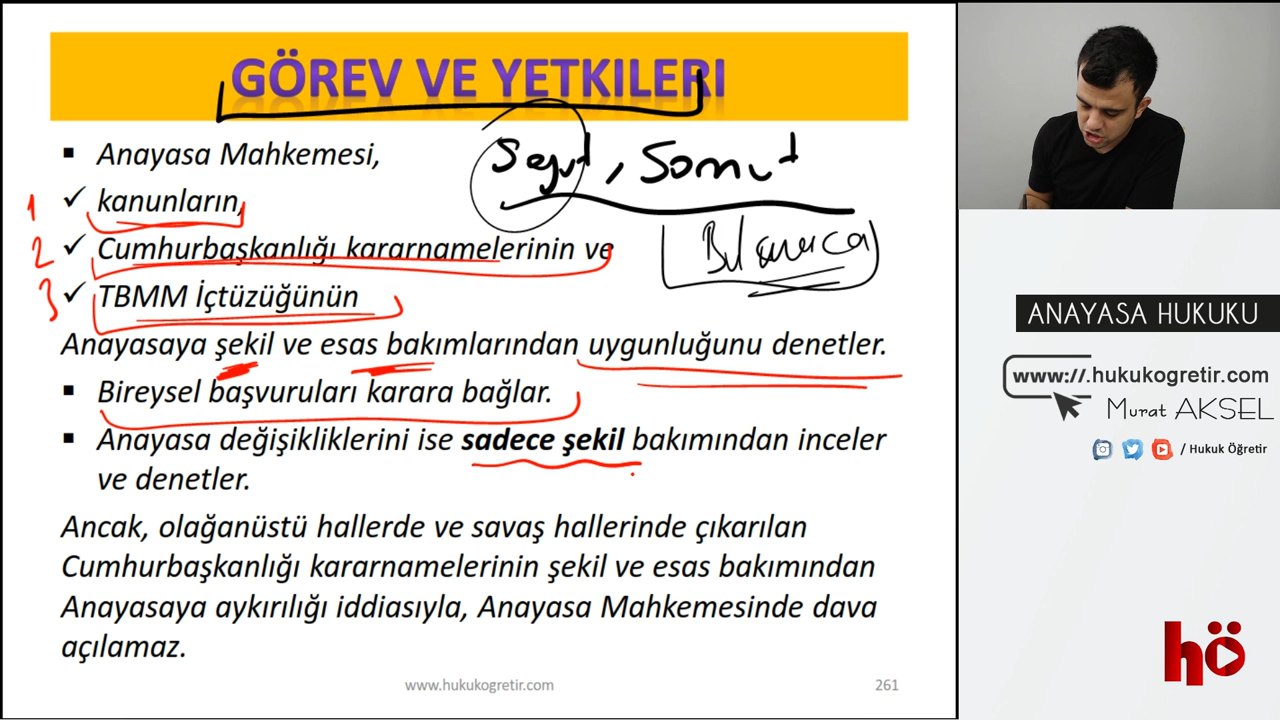 GÖREV VE YETKILERI
▪ Anayasa Mahkemesi,
Soyut, Somut
1 ✓ kanunların,
2 ✓ Cumhurbaşkanlığı kararnamelerinin ve
3 ✓ TBMM İçtüzüğünün
Anayasaya şekil ve esas bakımlarından uygunluğunu denetler.
▪ Bireysel başvuruları karara bağlar.
▪ Anayasa değişikliklerini ise sadece şekil bakımından inceler
ve denetler.
Ancak, olağanüstü hallerde ve savaş hallerinde çıkarılan
Cumhurbaşkanlığı kararnamelerinin şekil ve esas bakımından
Anayasaya aykırılığı iddiasıyla, Anayasa Mahkemesinde dava
açılamaz.
www.hukukogretir.com
261
ANAYASA HUKUKU
www://.hukukogretir.com
Murat AKSEL
/ Hukuk Öğretir
hö